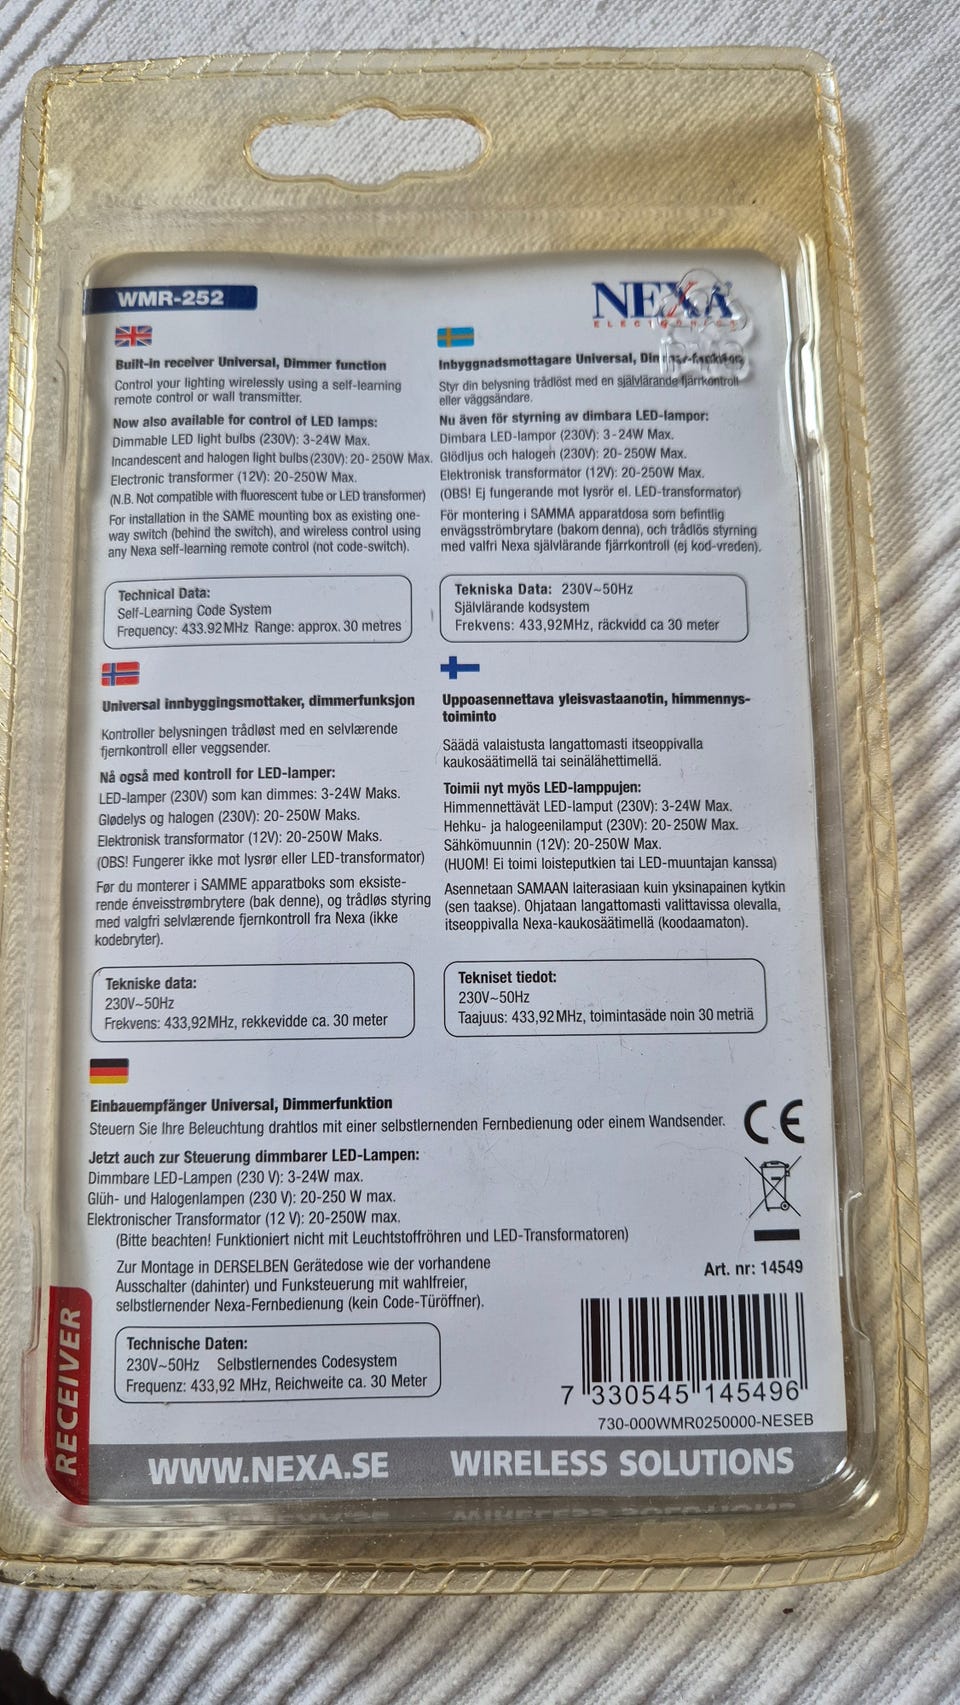 WMR-252
NEXA
ELECTRONICS
Built-in receiver Universal, Dimmer function
Control your lighting wirelessly using a self-learning
remote control or wall transmitter.
Now also available for control of LED lamps:
Dimmable LED light bulbs (230V): 3-24W Max.
Incandescent and halogen light bulbs (230V): 20-250W Max.
Electronic transformer (12V): 20-250W Max.
(N.B. Not compatible with fluorescent tube or LED transformer)
For installation in the SAME mounting box as existing one-
way switch (behind the switch), and wireless control using
any Nexa self-learning remote control (not code-switch).
Technical Data:
Self-Learning Code System
Frequency: 433.92MHz Range: approx. 30 metres
Inbyggnadsmottagare Universal,
Styr din belysning trådlöst med en självlärande fjärrkontroll
eller väggsändare.
Nu även för styrning av dimbara LED-lampor:
Dimbara LED-lampor (230V): 3-24W Max.
Glödljus och halogen (230V): 20-250W Max.
Elektronisk transformator (12V): 20-250W Max.
(OBS! Ej fungerande mot lysrör el. LED-transformator)
För montering i SAMMA apparatdosa som befintlig
envägsströmbrytare (bakom denna), och trådlös styrning
med valfri Nexa självlärande fjärrkontroll (ej kod-vreden).
Tekniska Data: 230V~50Hz
Självlärande kodsystem
Frekvens: 433,92MHz, räckvidd ca 30 meter
Universal innbyggingsmottaker, dimmerfunksjon
Kontroller belysningen trådløst med en selvlærende
fjernkontroll eller veggsender.
Nå også med kontroll for LED-lamper:
LED-lamper (230V) som kan dimmes: 3-24W Maks.
Glødelys og halogen (230V): 20-250W Maks.
Elektronisk transformator (12V): 20-250W Maks.
(OBS! Fungerer ikke mot lysrør eller LED-transformator)
Før du monterer i SAMME apparatboks som eksiste-
rende énveisstrømbrytere (bak denne), og trådløs styring
med valgfri selvlærende fjernkontroll fra Nexa (ikke
kodebryter).
Tekniske data:
230V~50Hz
Frekvens: 433,92MHz, rekkevidde ca. 30 meter
Uppoasennettava yleisvastaanotin, himmennys-
toiminto
Säädä valaistusta langattomasti itseoppivalla
kaukosäätimellä tai seinälähettimellä.
Toimii nyt myös LED-lamppujen:
Himmennettävät LED-lamput (230V): 3-24W Max.
Hehku- ja halogeenilamput (230V): 20-250W Max.
Sähkömuunnin (12V): 20-250W Max.
(HUOM! Ei toimi loisteputkien tai LED-muuntajan kanssa)
Asennetaan SAMAAN laiterasiaan kuin yksinapainen kytkin
(sen taakse). Ohjataan langattomasti valittavissa olevalla,
itseoppivalla Nexa-kaukosäätimellä (koodaamaton).
Tekniset tiedot:
230V~50Hz
Taajuus: 433,92MHz, toimintasäde noin 30 metriä
Einbauempfänger Universal, Dimmerfunktion
Steuern Sie Ihre Beleuchtung drahtlos mit einer selbstlernenden Fernbedienung oder einem Wandsender.
Jetzt auch zur Steuerung dimmbarer LED-Lampen:
Dimmbare LED-Lampen (230 V): 3-24W max.
Glüh- und Halogenlampen (230 V): 20-250 W max.
Elektronischer Transformator (12 V): 20-250W max.
(Bitte beachten! Funktioniert nicht mit Leuchtstoffröhren und LED-Transformatoren)
Zur Montage in DERSELBEN Gerätedose wie der vorhandene
Ausschalter (dahinter) und Funksteuerung mit wahlfreier,
selbstlernender Nexa-Fernbedienung (kein Code-Türöffner).
Technische Daten:
230V~50Hz Selbstlernendes Codesystem
Frequenz: 433,92 MHz, Reichweite ca. 30 Meter
CE
Art. nr: 14549
7 330545 145496
730-000WMR0250000-NESEB
RECEIVER
WWW.NEXA.SE WIRELESS SOLUTIONS